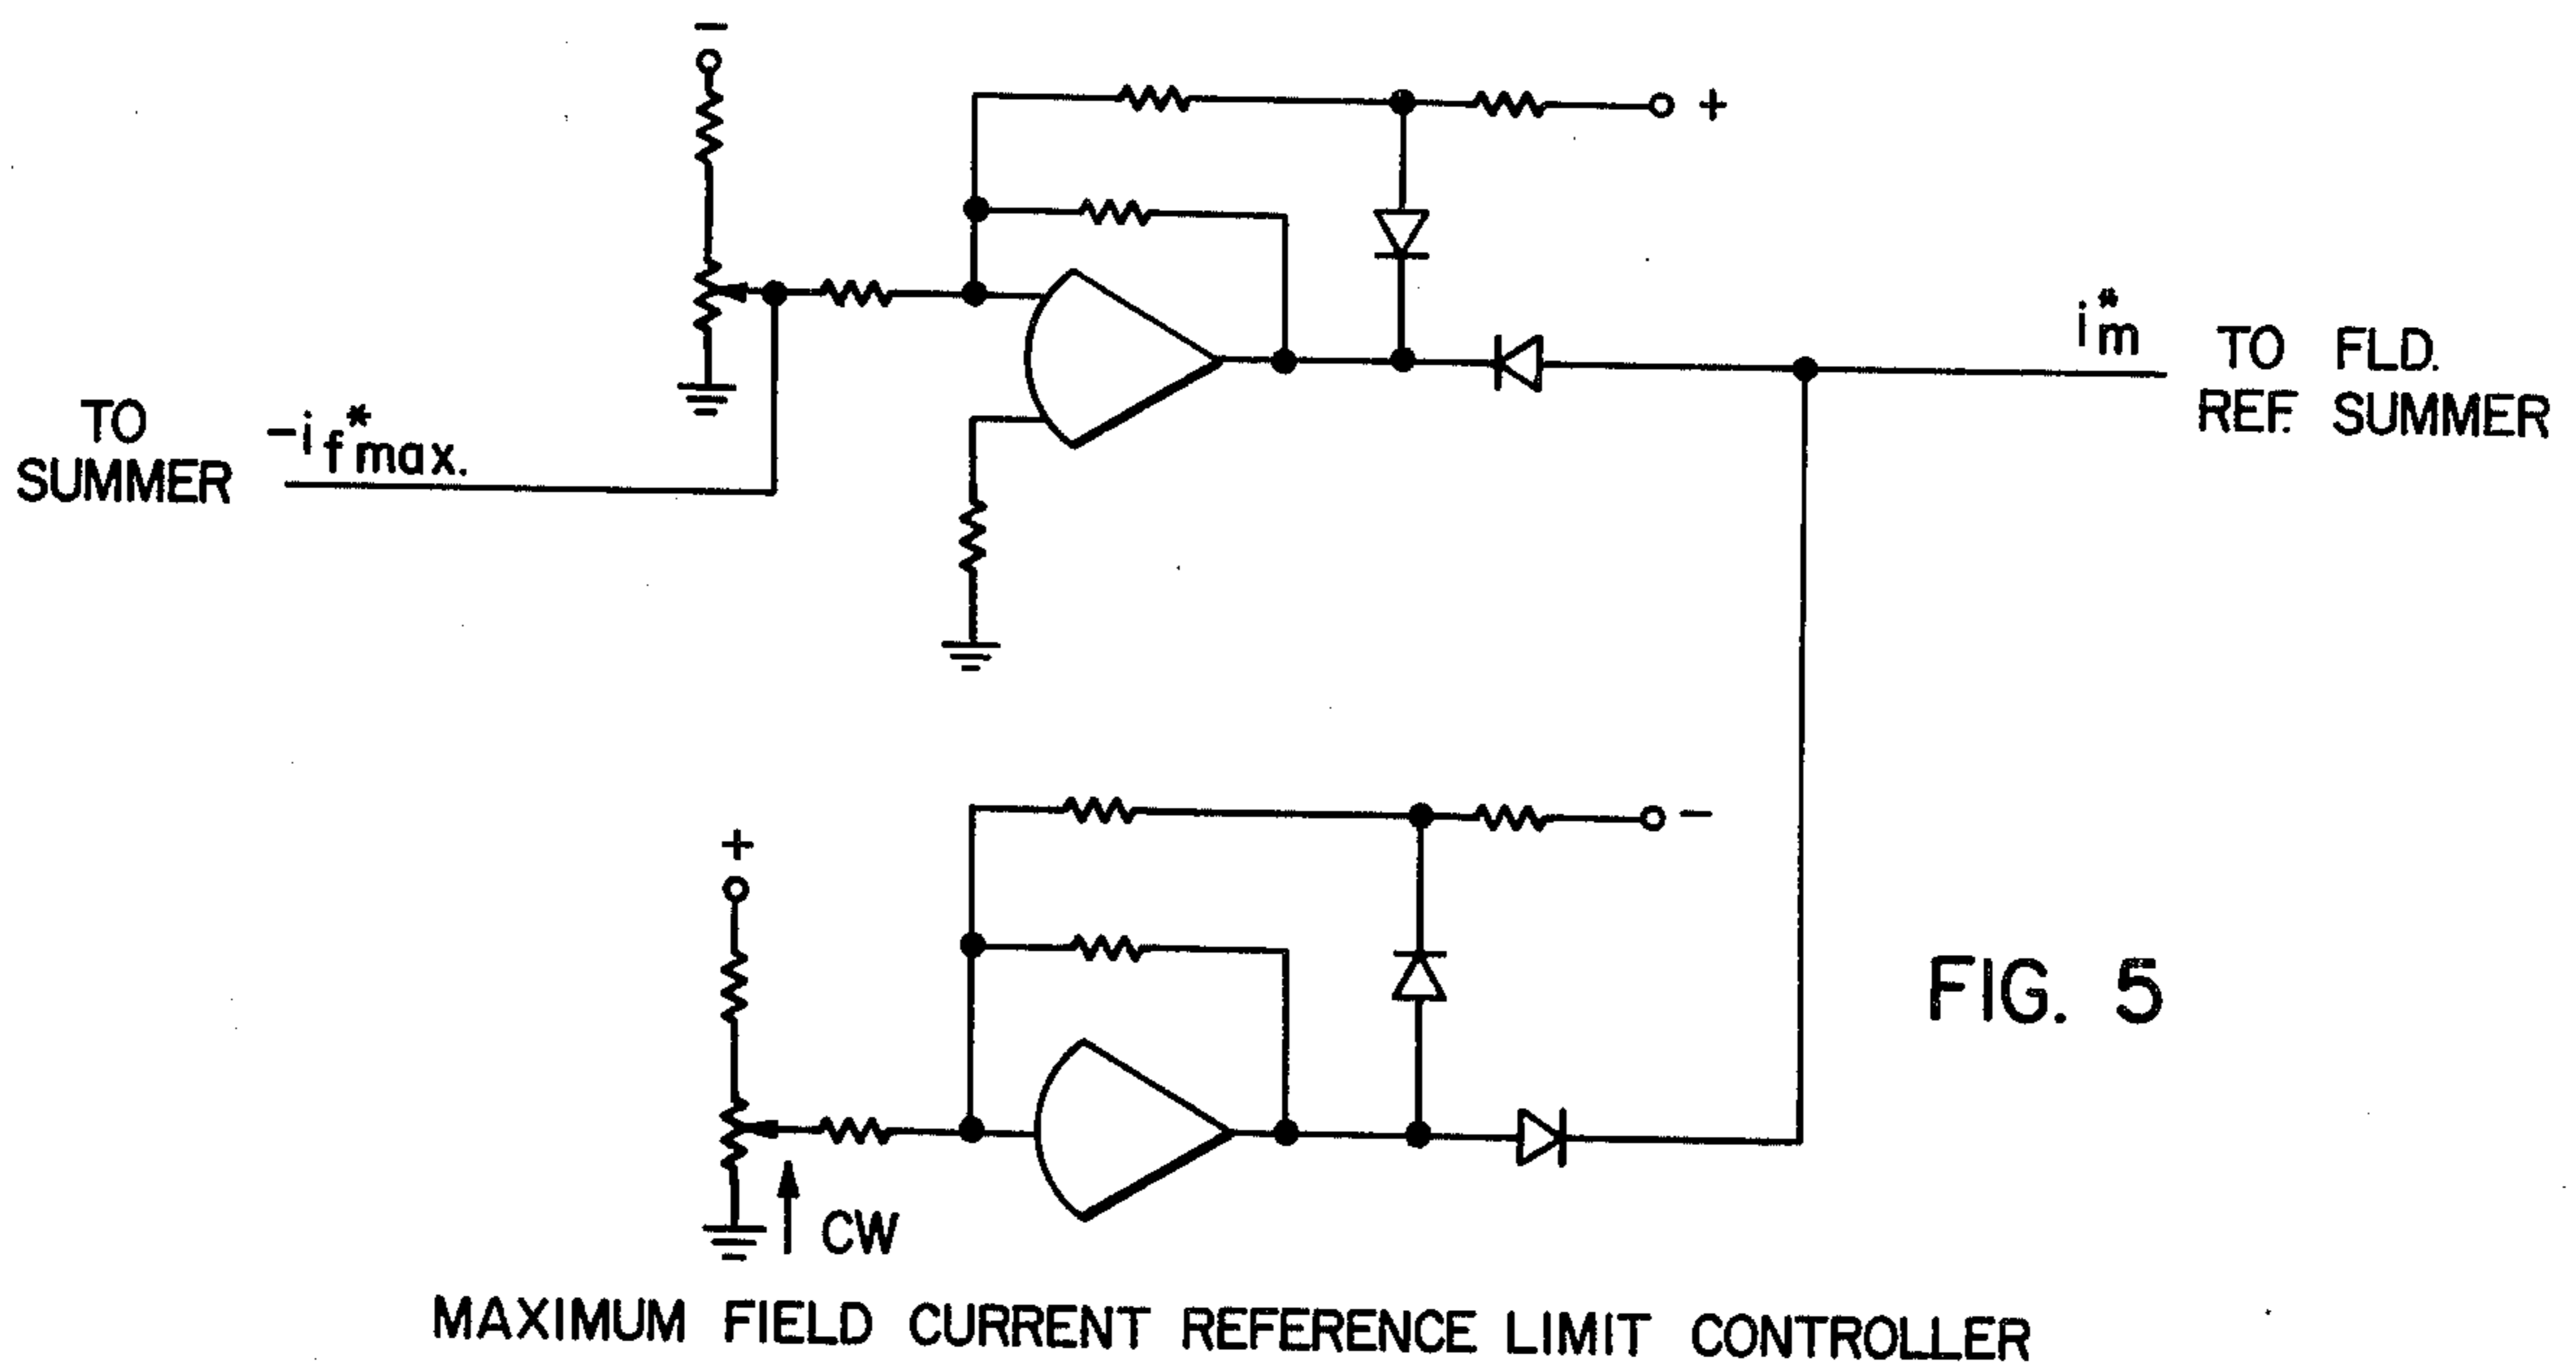 −
+
TO
SUMMER
-i f*max.
i*m
TO FLD.
REF. SUMMER
+
−
CW
FIG. 5
MAXIMUM FIELD CURRENT REFERENCE LIMIT CONTROLLER